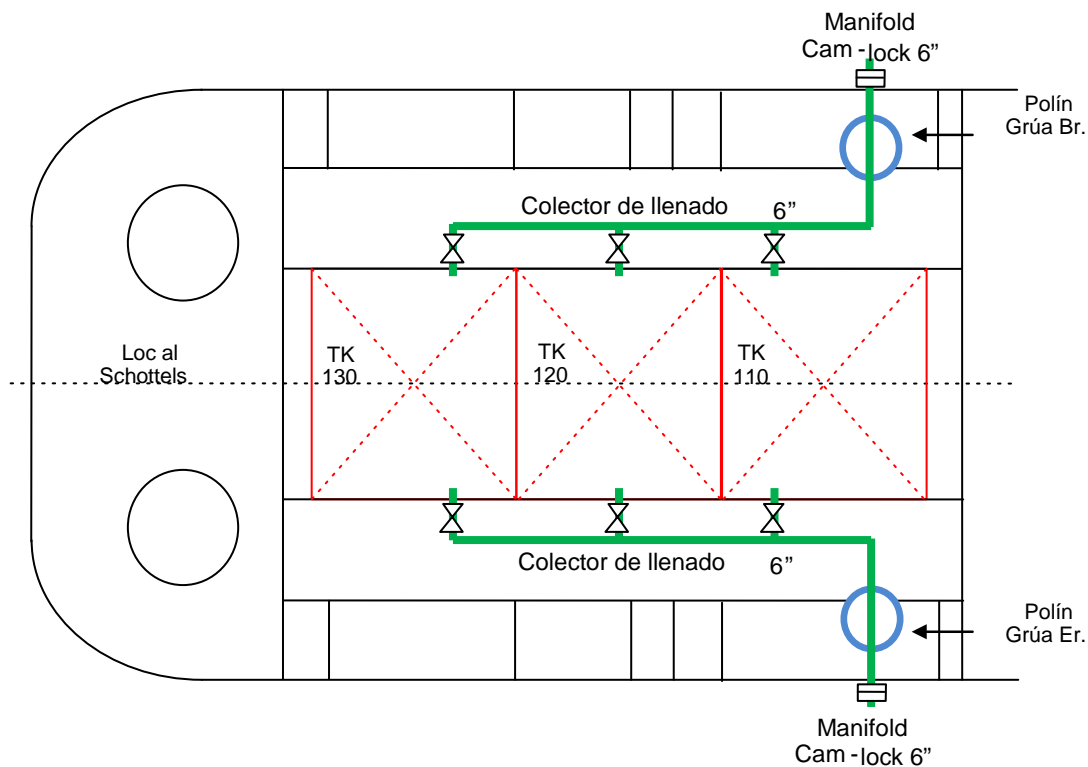 Manifold
Cam - lock 6”
Polín
Grúa Br.
Colector de llenado 6”
Loc al
Schottels
TK
130
TK
120
TK
110
Colector de llenado 6”
Polín
Grúa Er.
Manifold
Cam - lock 6”